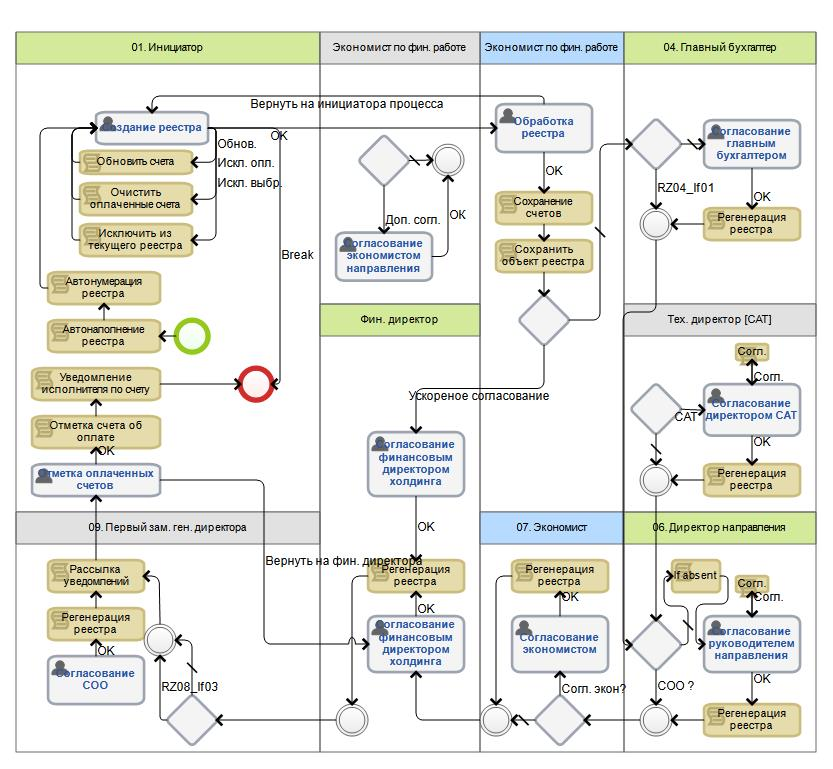 01. Инициатор
Экономист по фин. работе
Экономист по фин. работе
04. Главный бухгалтер
Вернуть на инициатора процесса
Создание реестра
OK
Обнов.
Искл. опл.
Искл. выбр.
Обновить счета
Очистить
оплаченные счета
Исключить из
текущего реестра
Автонумерация
реестра
Автонаполнение
реестра
Break
Уведомление
исполнителя по счету
Отметка счета об
оплате
OK
Отметка оплаченных
счетов
Доп. согл.
OK
Согласование
экономистом
направления
Обработка
реестра
OK
Сохранение
счетов
Сохранить
объект реестра
Согласование
главным
бухгалтером
RZ04_If01
OK
Регенерация
реестра
Фин. директор
Ускореное согласование
Согласование
финансовым
директором
холдинга
OK
Вернуть на фин. директора
Регенерация
реестра
OK
Согласование
финансовым
директором
холдинга
Тех. директор [CAT]
Согл.
Согл.
CAT
Согласование
директором CAT
OK
Регенерация
реестра
09. Первый зам. ген. директора
Рассылка
уведомлений
Регенерация
реестра
OK
Согласование
COO
RZ08_If03
07. Экономист
Регенерация
реестра
OK
Согласование
экономистом
Согл. экон?
06. Директор направления
If absent
Согл.
Согл.
Согласование
руководителем
направления
COO ?
OK
Регенерация
реестра